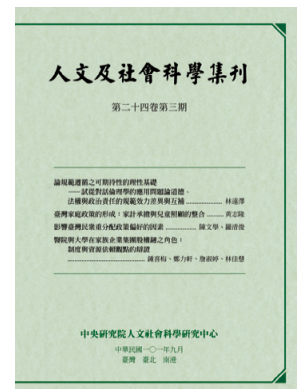 人文及社會科學集刊
第二十四卷第三期
論規範遵循之可期待性的理性基礎
——試從對話倫理學的應用問題論道德、
法權與政治責任的規範效力差異與互補 林遠澤
臺灣家庭政策的形成：家計承擔與兒童照顧的整合 黃志隆
影響臺灣民衆重分配政策偏好的因素 陳文學、羅清俊
醫院與大學在家族企業集團股權鏈之角色：
制度與資源依賴觀點的辯證
陳喜梅、鄭力軒、詹淑婷、林佳慧
中央研究院人文社會科學研究中心
中華民國一○一年九月
臺灣 臺北 南港